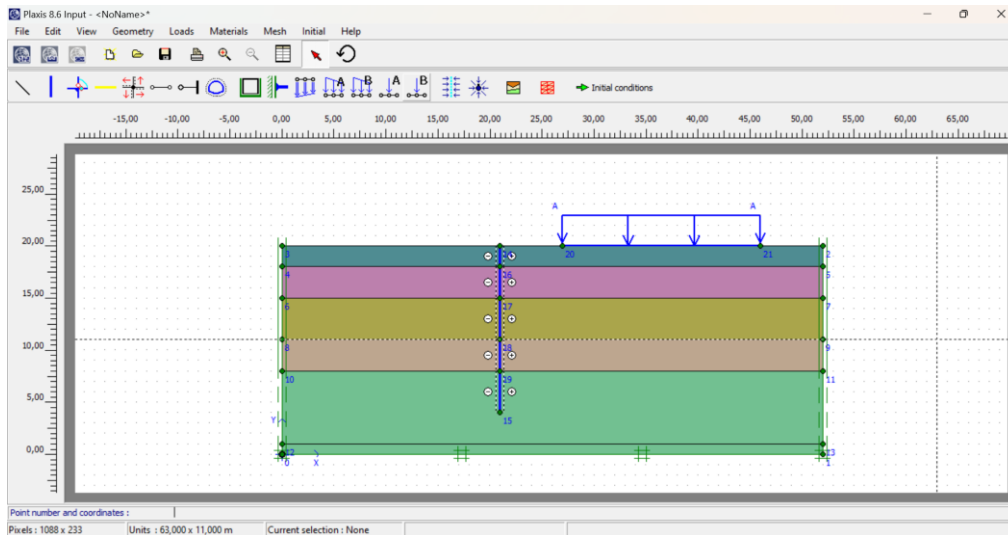 Plaxis 8.6 Input - <NoName>*
File Edit View Geometry Loads Materials Mesh Initial Help
A B A B Initial conditions
-15,00 -10,00 -5,00 0,00 5,00 10,00 15,00 20,00 25,00 30,00 35,00 40,00 45,00 50,00 55,00 60,00 65,00
25,00
A A
20,00
3 20 21 2
4 26 5
15,00
6 27 7
10,00
8 28 9
10 29 11
5,00
Y 15
0,00
12 13
0 X 1
Point number and coordinates :
Pixels : 1088 x 233 Units : 63,000 x 11,000 m Current selection : None